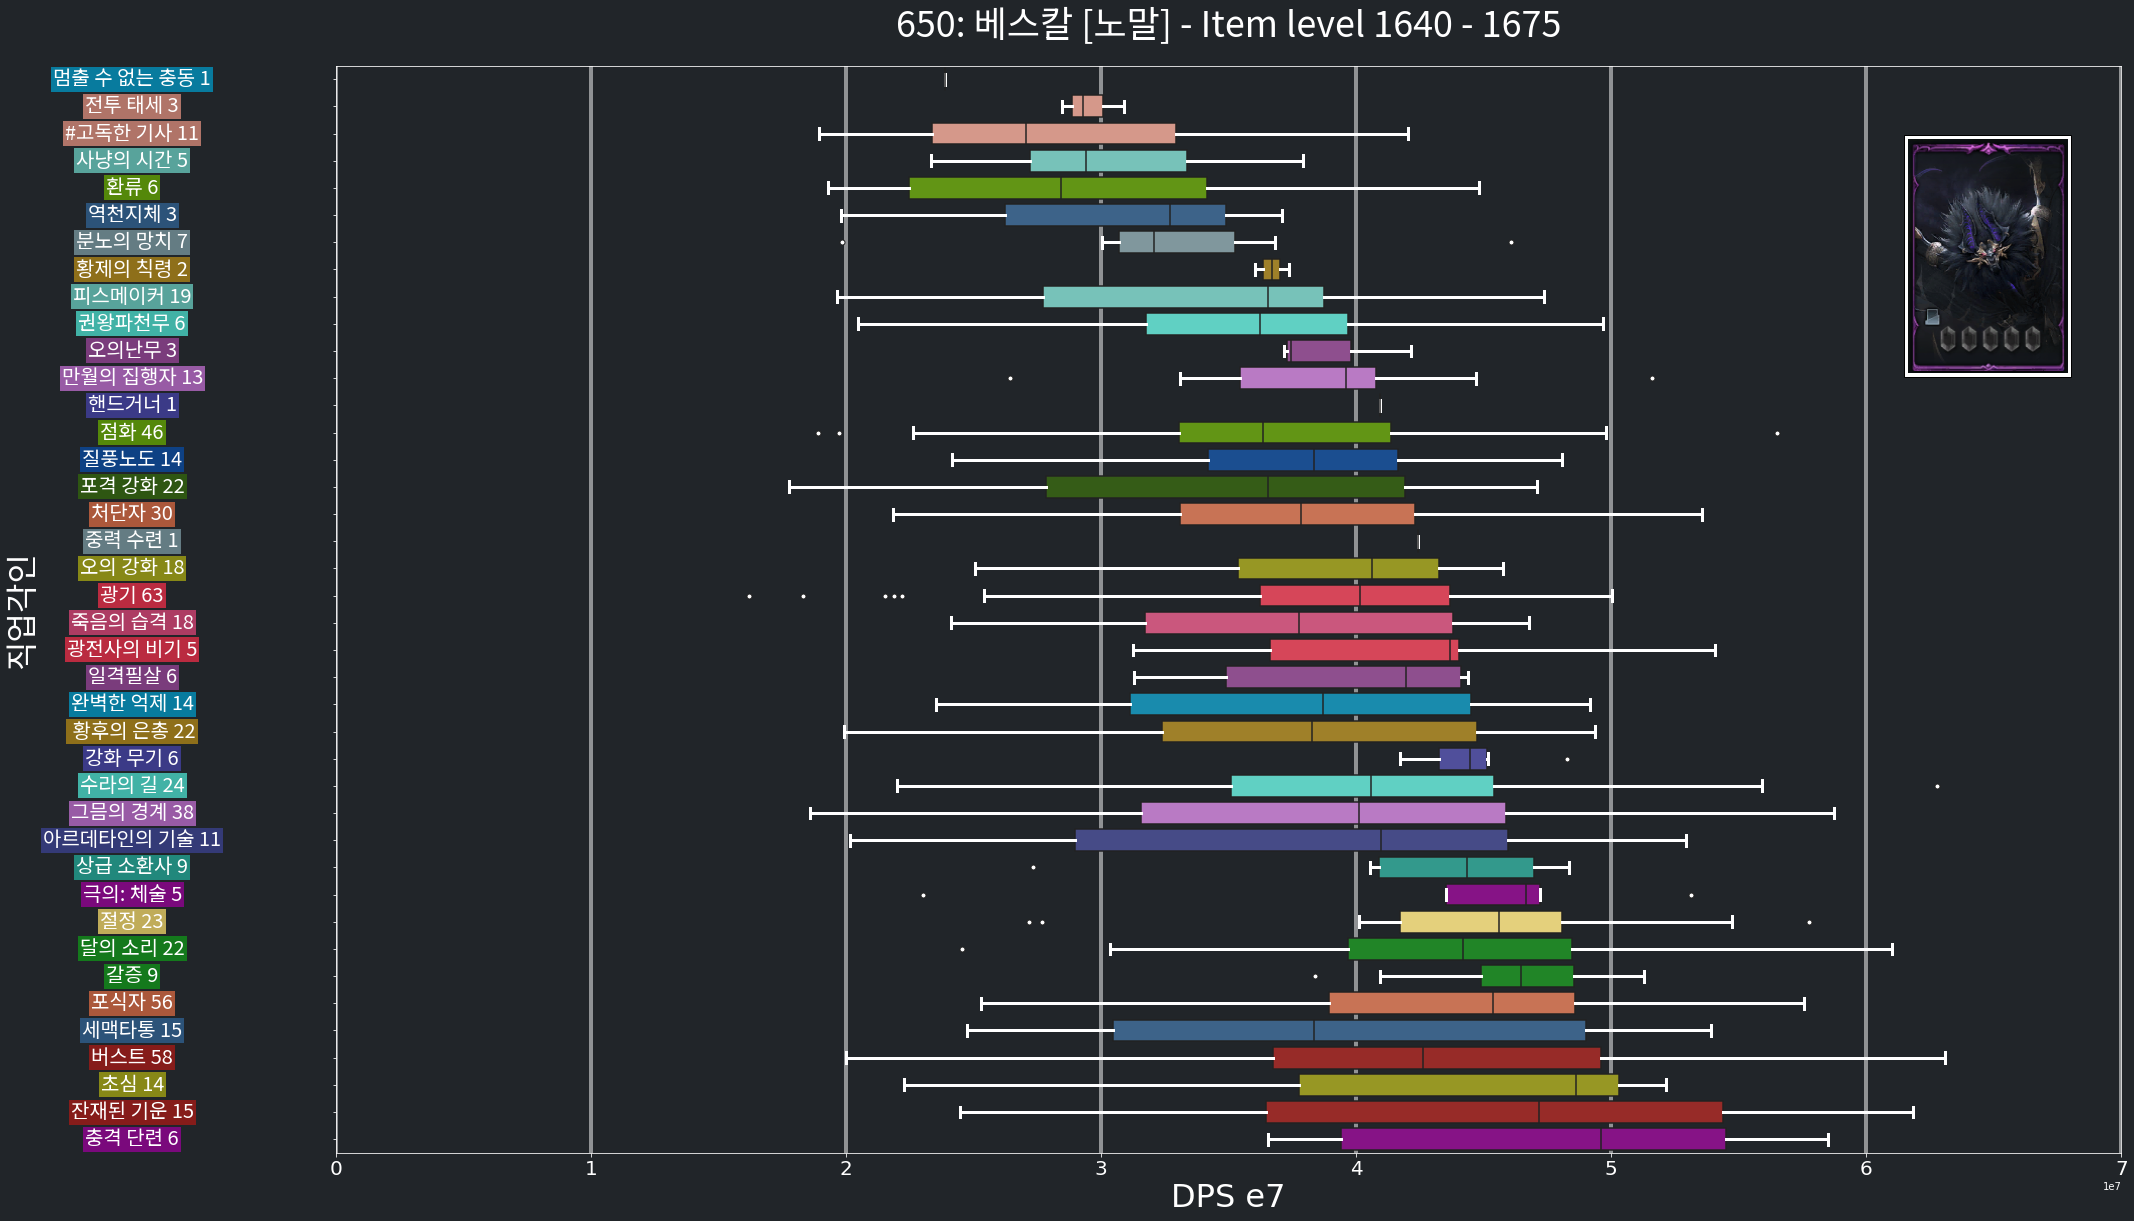 650: 베스칼 [노말] - Item level 1640 - 1675
멈출 수 없는 충동 1
전투 태세 3
#고독한 기사 11
사냥의 시간 5
환류 6
역천지체 3
분노의 망치 7
황제의 칙령 2
피스메이커 19
권왕파천무 6
오의난무 3
만월의 집행자 13
핸드거너 1
점화 46
질풍노도 14
포격 강화 22
처단자 30
중력 수련 1
오의 강화 18
광기 63
죽음의 습격 18
광전사의 비기 5
일격필살 6
완벽한 억제 14
황후의 은총 22
강화 무기 6
수라의 길 24
그믐의 경계 38
아르데타인의 기술 11
상급 소환사 9
극의: 체술 5
절정 23
달의 소리 22
갈증 9
포식자 56
세맥타통 15
버스트 58
초심 14
잔재된 기운 15
충격 단련 6
직업각인
0 1 2 3 4 5 6 7
1e7
DPS e7